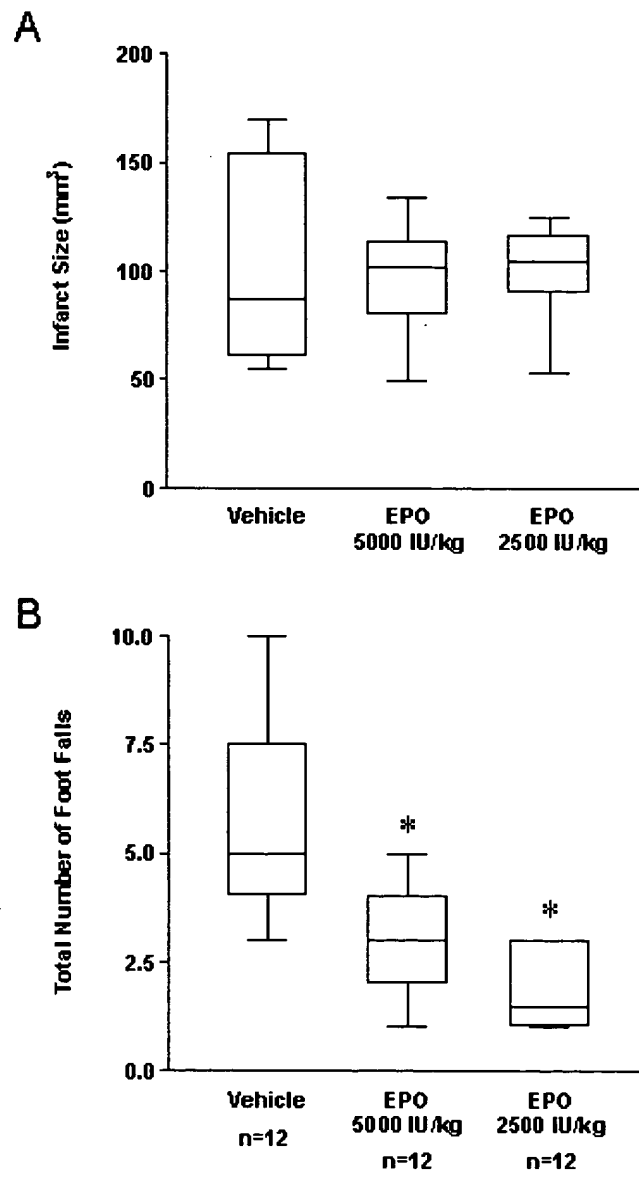 A
200
150
100
50
0
Infarct Size (mm³)
Vehicle
EPO
5000 IU/kg
EPO
2500 IU/kg
B
10.0
7.5
5.0
2.5
0.0
Total Number of Foot Falls
*
*
Vehicle
n=12
EPO
5000 IU/kg
n=12
EPO
2500 IU/kg
n=12